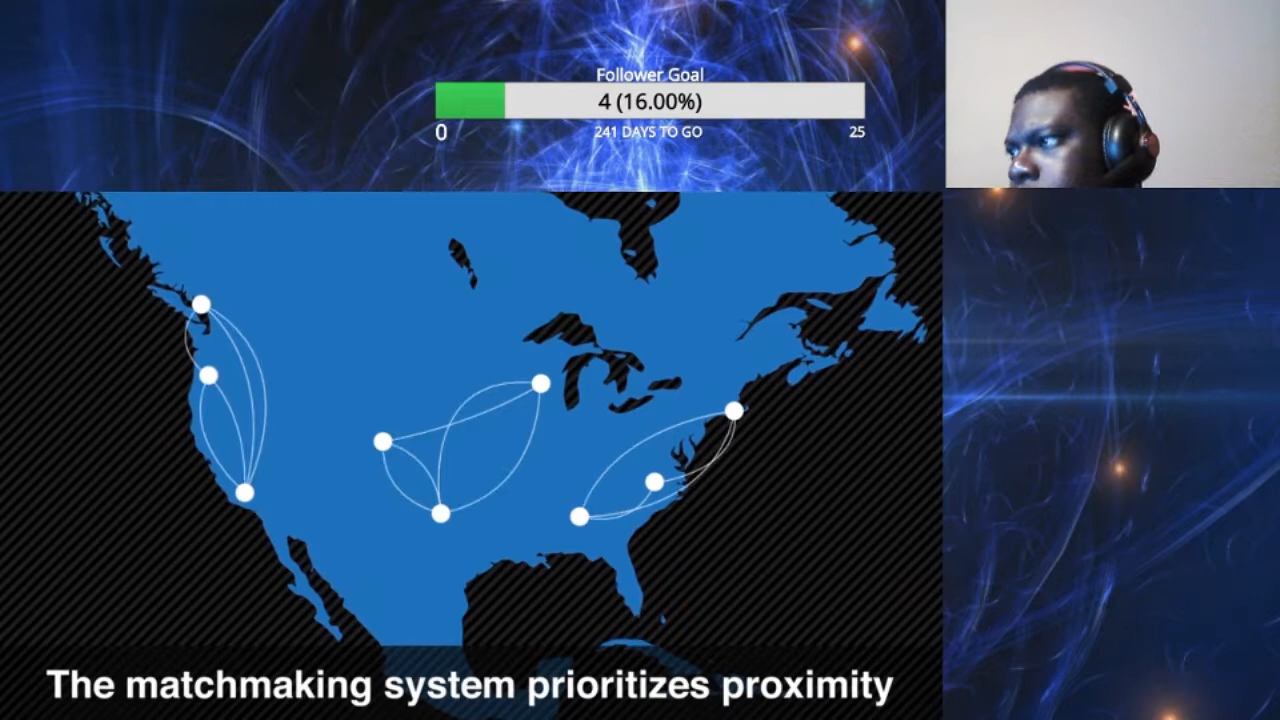 Follower Goal
4 (16.00%)
0 241 DAYS TO GO 25
The matchmaking system prioritizes proximity